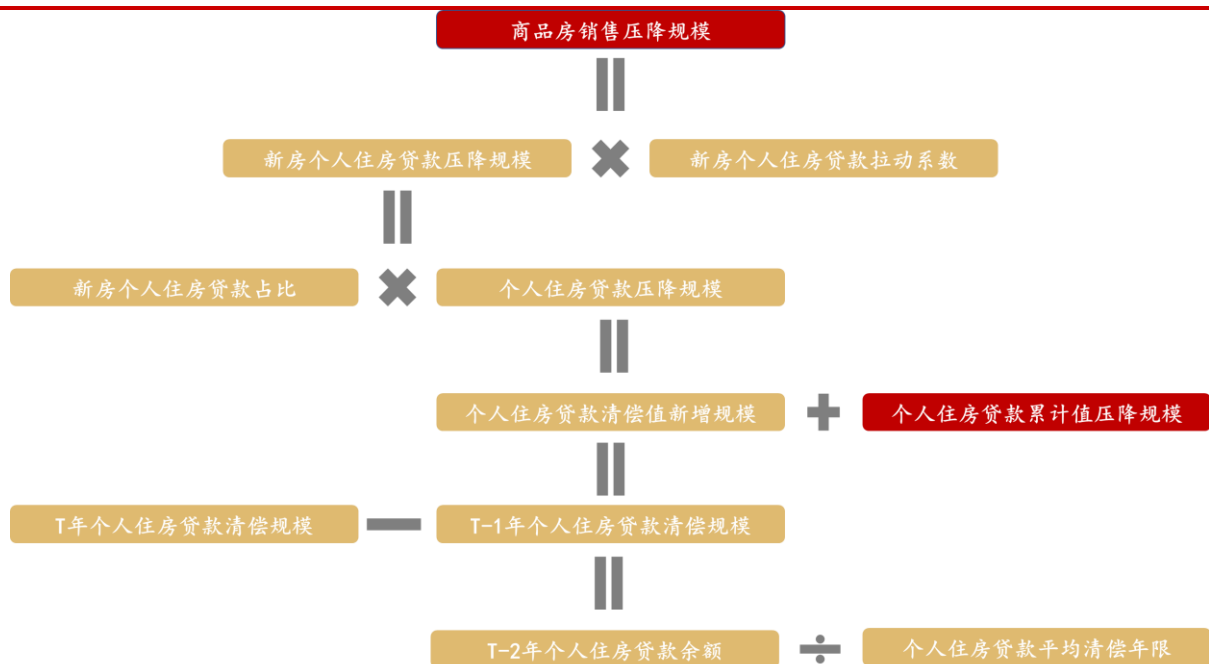 商品房销售压降规模
新房个人住房贷款压降规模
新房个人住房贷款拉动系数
新房个人住房贷款占比
个人住房贷款压降规模
个人住房贷款清偿值新增规模
个人住房贷款累计值压降规模
T年个人住房贷款清偿规模
T-1年个人住房贷款清偿规模
T-2年个人住房贷款余额
个人住房贷款平均清偿年限